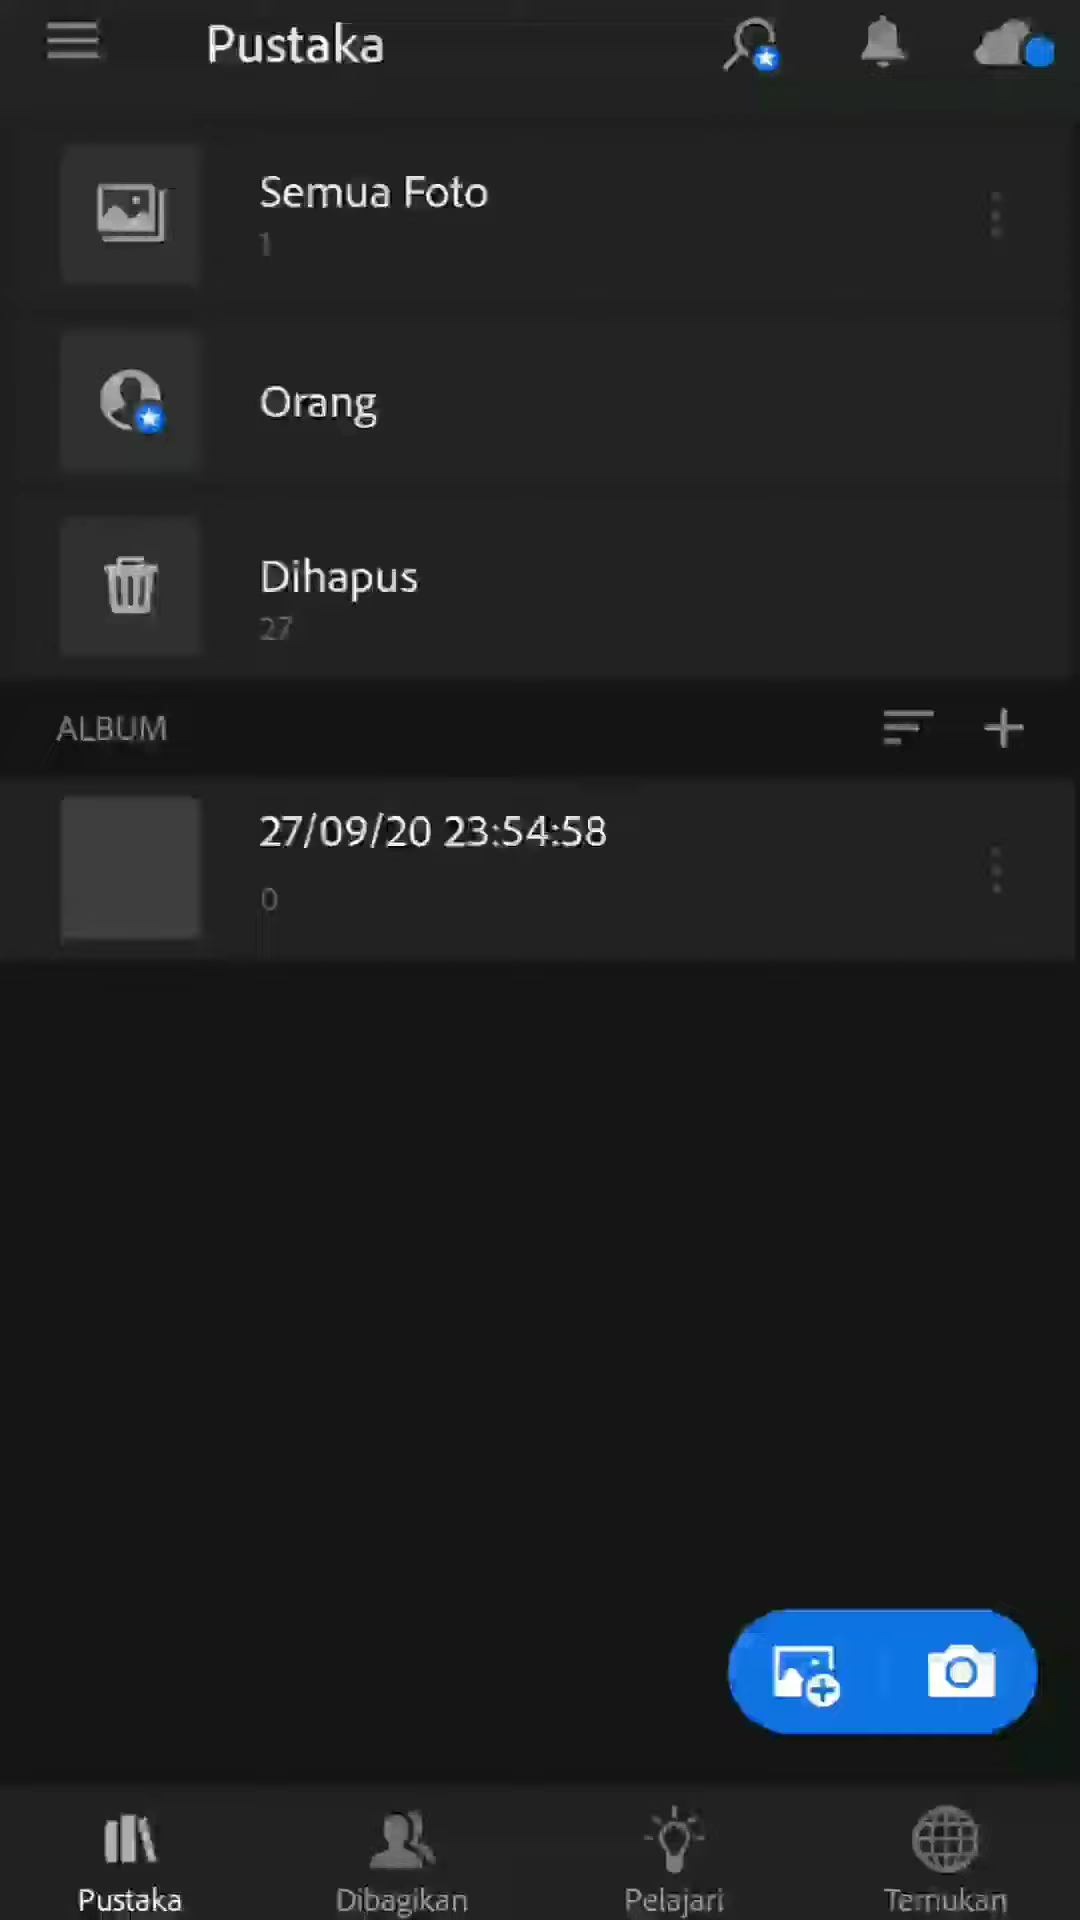 Pustaka
Semua Foto
1
Orang
Dihapus
27
ALBUM
27/09/20 23:54:58
0
Pustaka
Dibagikan
Pelajari
Temukan